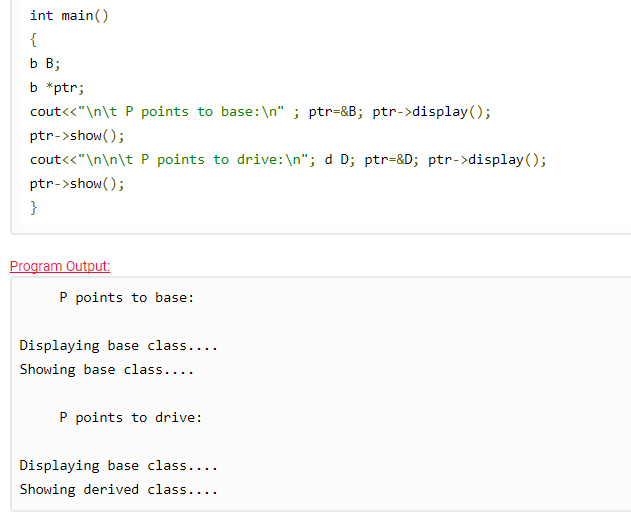 int main()
{
b B;
b *ptr;
cout<<"\n\t P points to base:\n" ; ptr=&B; ptr->display();
ptr->show();
cout<<"\n\n\t P points to drive:\n"; d D; ptr=&D; ptr->display();
ptr->show();
}
Program Output:
P points to base:
Displaying base class....
Showing base class....
P points to drive:
Displaying base class....
Showing derived class....